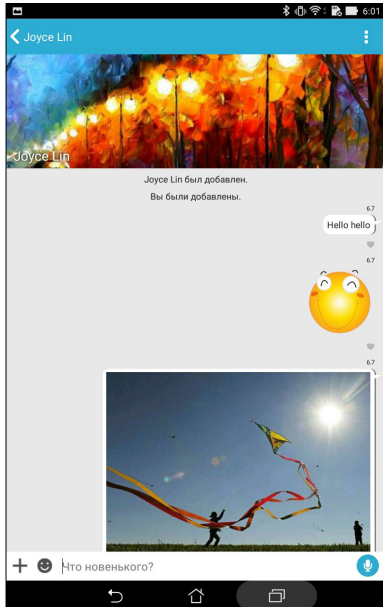 6:01
Joyce Lin
Joyce Lin
Joyce Lin был добавлен.
Вы были добавлены.
6.7
Hello hello
6.7
6.7
Что новенького?